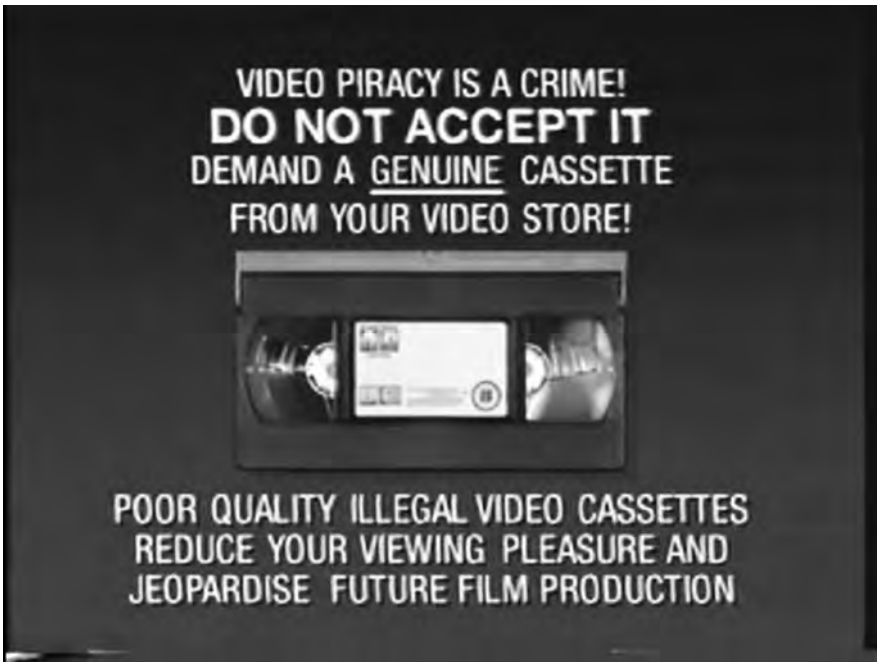 VIDEO PIRACY IS A CRIME!
DO NOT ACCEPT IT
DEMAND A GENUINE CASSETTE
FROM YOUR VIDEO STORE!
POOR QUALITY ILLEGAL VIDEO CASSETTES
REDUCE YOUR VIEWING PLEASURE AND
JEOPARDISE FUTURE FILM PRODUCTION